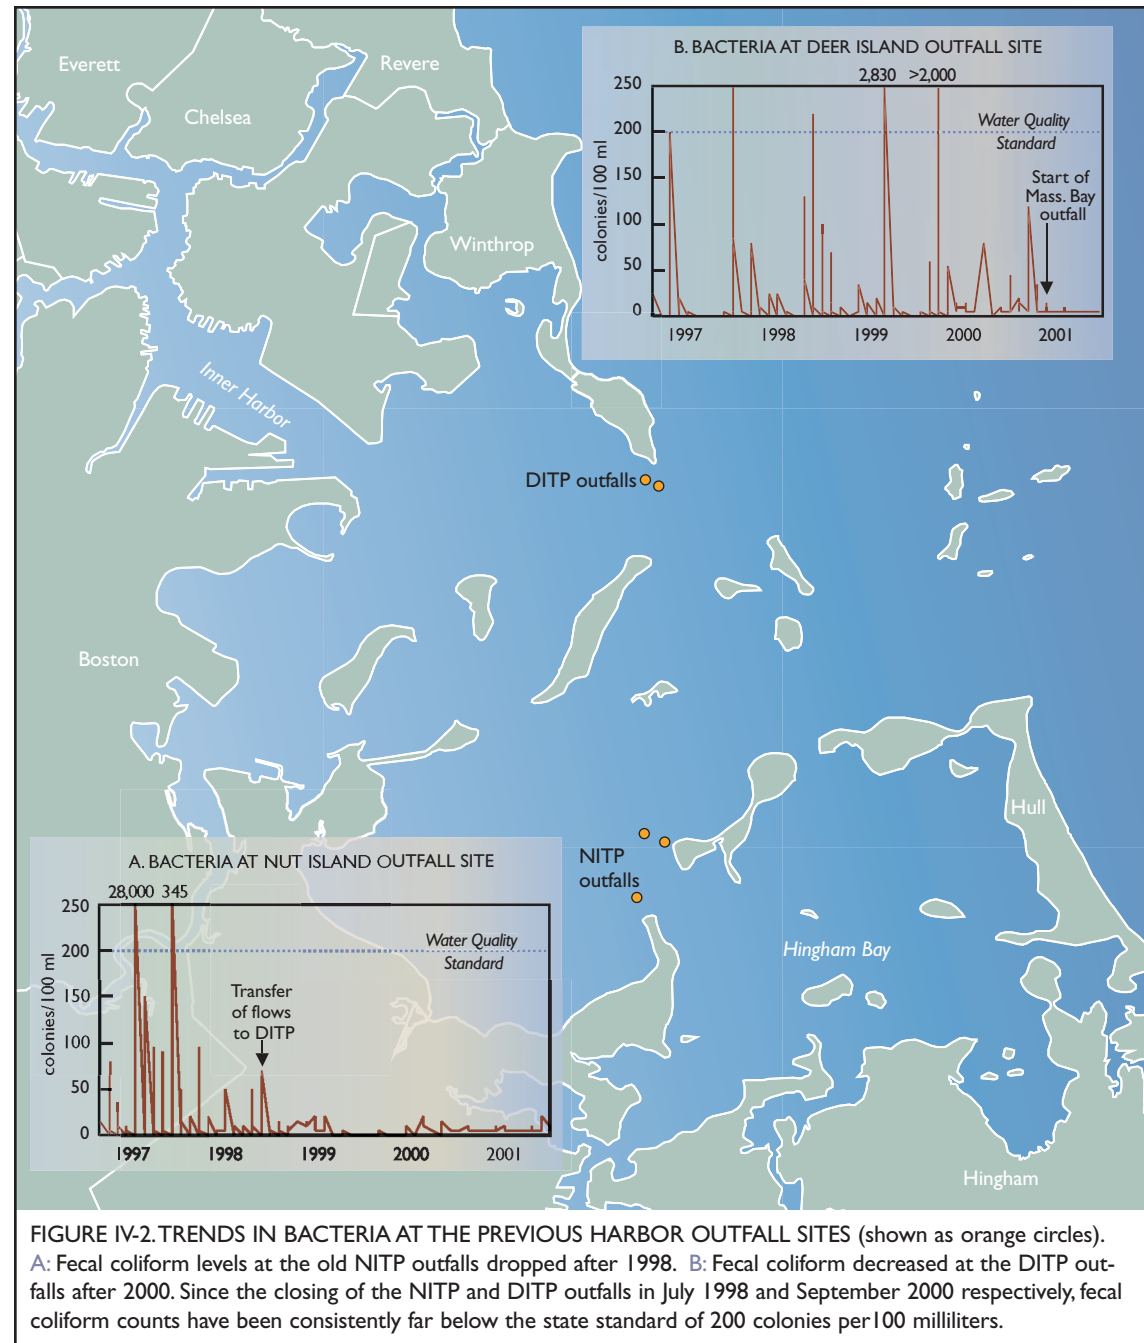 Everett
Revere
Chelsea
Winthrop
Inner Harbor
B. BACTERIA AT DEER ISLAND OUTFALL SITE
2,830 >2,000
250
200
150
100
50
0
colonies/100 ml
Water Quality
Standard
Start of
Mass. Bay
outfall
1997 1998 1999 2000 2001
DITP outfalls
Boston
Hull
NITP
outfalls
Hingham Bay
Hingham
A. BACTERIA AT NUT ISLAND OUTFALL SITE
28,000 345
250
200
150
100
50
0
colonies/100 ml
Water Quality
Standard
Transfer
of flows
to DITP
1997 1998 1999 2000 2001
FIGURE IV-2. TRENDS IN BACTERIA AT THE PREVIOUS HARBOR OUTFALL SITES (shown as orange circles).
A: Fecal coliform levels at the old NITP outfalls dropped after 1998. B: Fecal coliform decreased at the DITP out-
falls after 2000. Since the closing of the NITP and DITP outfalls in July 1998 and September 2000 respectively, fecal
coliform counts have been consistently far below the state standard of 200 colonies per100 milliliters.